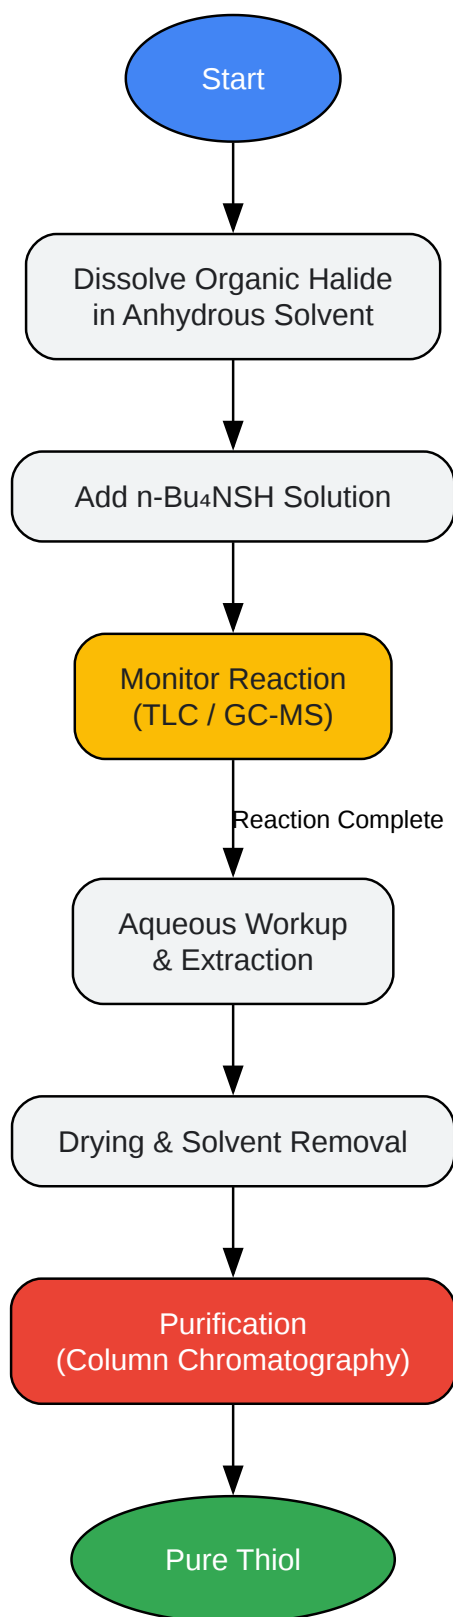 Start
Dissolve Organic Halide
in Anhydrous Solvent
Add n-Bu₄NSH Solution
Monitor Reaction
(TLC / GC-MS)
Reaction Complete
Aqueous Workup
& Extraction
Drying & Solvent Removal
Purification
(Column Chromatography)
Pure Thiol